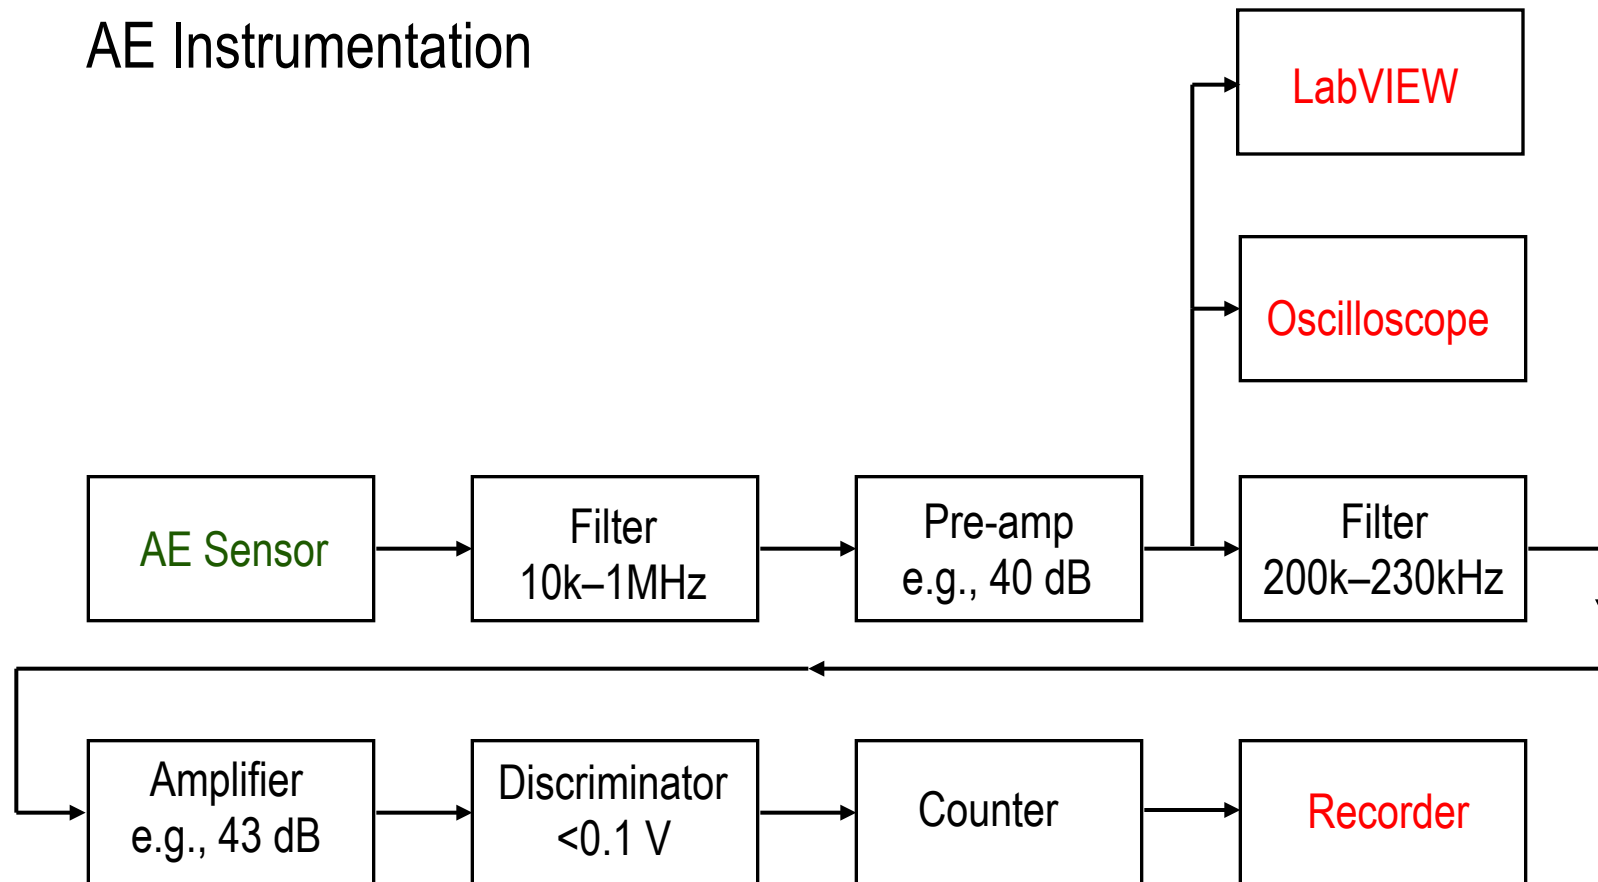 AE Instrumentation
LabVIEW
Oscilloscope
AE Sensor
Filter
10k–1MHz
Pre-amp
e.g., 40 dB
Filter
200k–230kHz
Amplifier
e.g., 43 dB
Discriminator
<0.1 V
Counter
Recorder